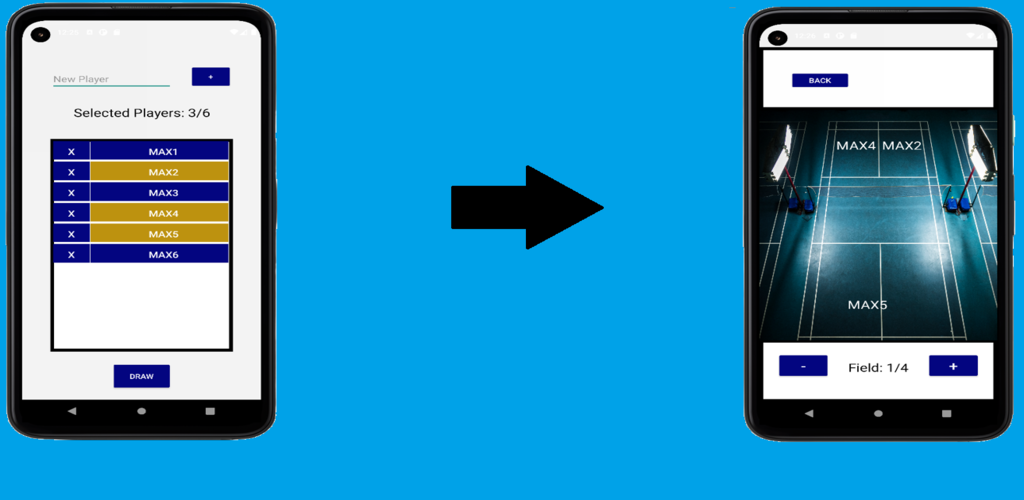 New Player
+
Selected Players: 3/6
X MAX1
X MAX2
X MAX3
X MAX4
X MAX5
X MAX6
DRAW
BACK
MAX4 MAX2
MAX5
- Field: 1/4 +